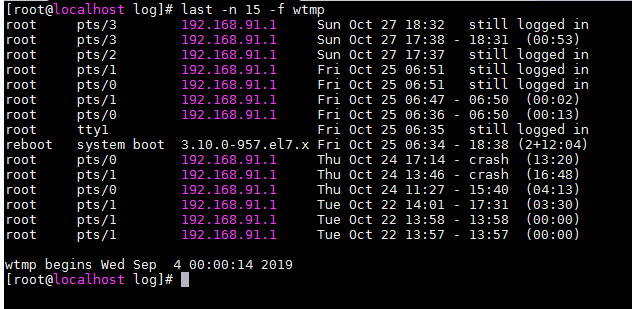 [root@localhost log]# last -n 15 -f wtmp
root     pts/3        192.168.91.1     Sun Oct 27 18:32   still logged in
root     pts/3        192.168.91.1     Sun Oct 27 17:38 - 18:31  (00:53)
root     pts/2        192.168.91.1     Sun Oct 27 17:37   still logged in
root     pts/1        192.168.91.1     Fri Oct 25 06:51   still logged in
root     pts/0        192.168.91.1     Fri Oct 25 06:51   still logged in
root     pts/1        192.168.91.1     Fri Oct 25 06:47 - 06:50  (00:02)
root     pts/0        192.168.91.1     Fri Oct 25 06:36 - 06:50  (00:13)
root     tty1                          Fri Oct 25 06:35   still logged in
reboot   system boot  3.10.0-957.el7.x Fri Oct 25 06:34 - 18:38 (2+12:04)
root     pts/0        192.168.91.1     Thu Oct 24 17:14 - crash  (13:20)
root     pts/1        192.168.91.1     Thu Oct 24 13:46 - crash  (16:48)
root     pts/0        192.168.91.1     Thu Oct 24 11:27 - 15:40  (04:13)
root     pts/1        192.168.91.1     Tue Oct 22 14:01 - 17:31  (03:30)
root     pts/1        192.168.91.1     Tue Oct 22 13:58 - 13:58  (00:00)
root     pts/1        192.168.91.1     Tue Oct 22 13:57 - 13:57  (00:00)
wtmp begins Wed Sep  4 00:00:14 2019
[root@localhost log]#